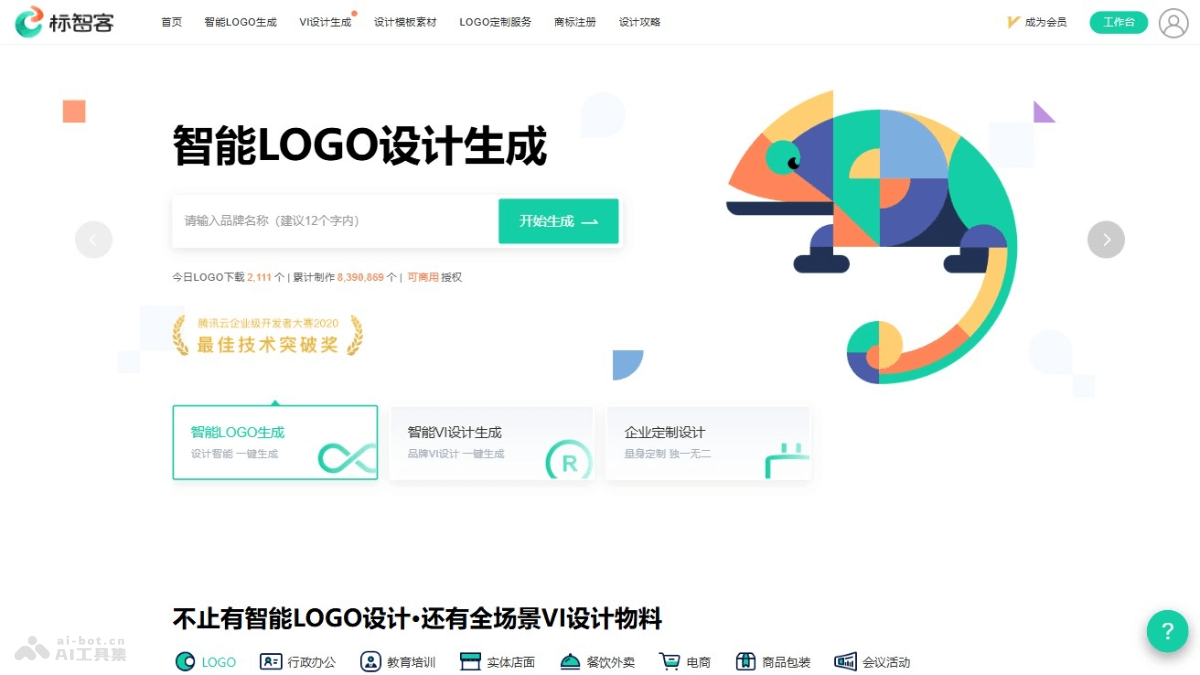 标智客
首页 智能LOGO生成 VI设计生成 设计模板素材 LOGO定制服务 商标注册 设计攻略
成为会员 工作台
智能LOGO设计生成
请输入品牌名称（建议12个字内） 开始生成
今日LOGO下载 2,111 个 | 累计制作 8,390,869 个 | 可商用 授权
腾讯云企业级开发者大赛2020
最佳技术突破奖
智能LOGO生成
设计智能 一键生成
智能VI设计生成
品牌VI设计 一键生成
R
企业定制设计
量身定制 独一无二
不止有智能LOGO设计·还有全场景VI设计物料
?
ai-bot.cn
AI工具集
LOGO 行政办公 教育培训 实体店面 餐饮外卖 电商 商品包装 会议活动